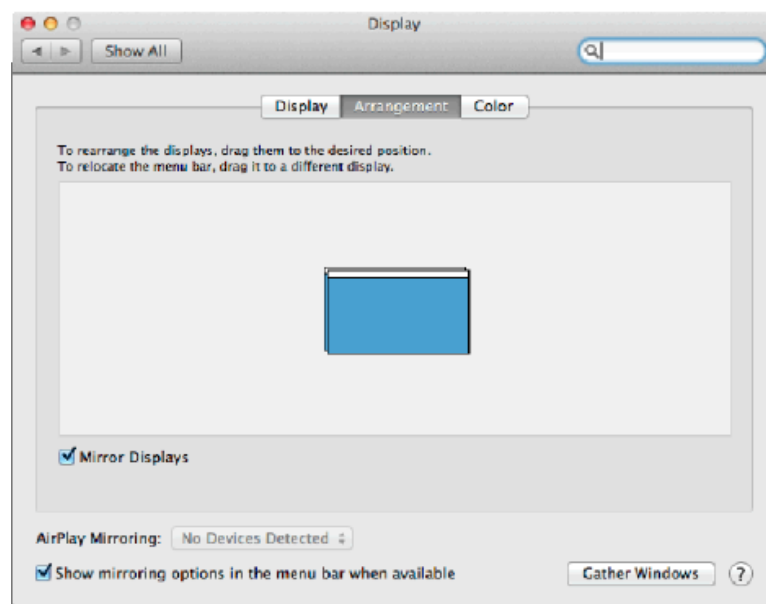 Display
Show All
Display Arrangement Color
To rearrange the displays, drag them to the desired position.
To relocate the menu bar, drag it to a different display.
Mirror Displays
AirPlay Mirroring: No Devices Detected
Show mirroring options in the menu bar when available
Gather Windows ?